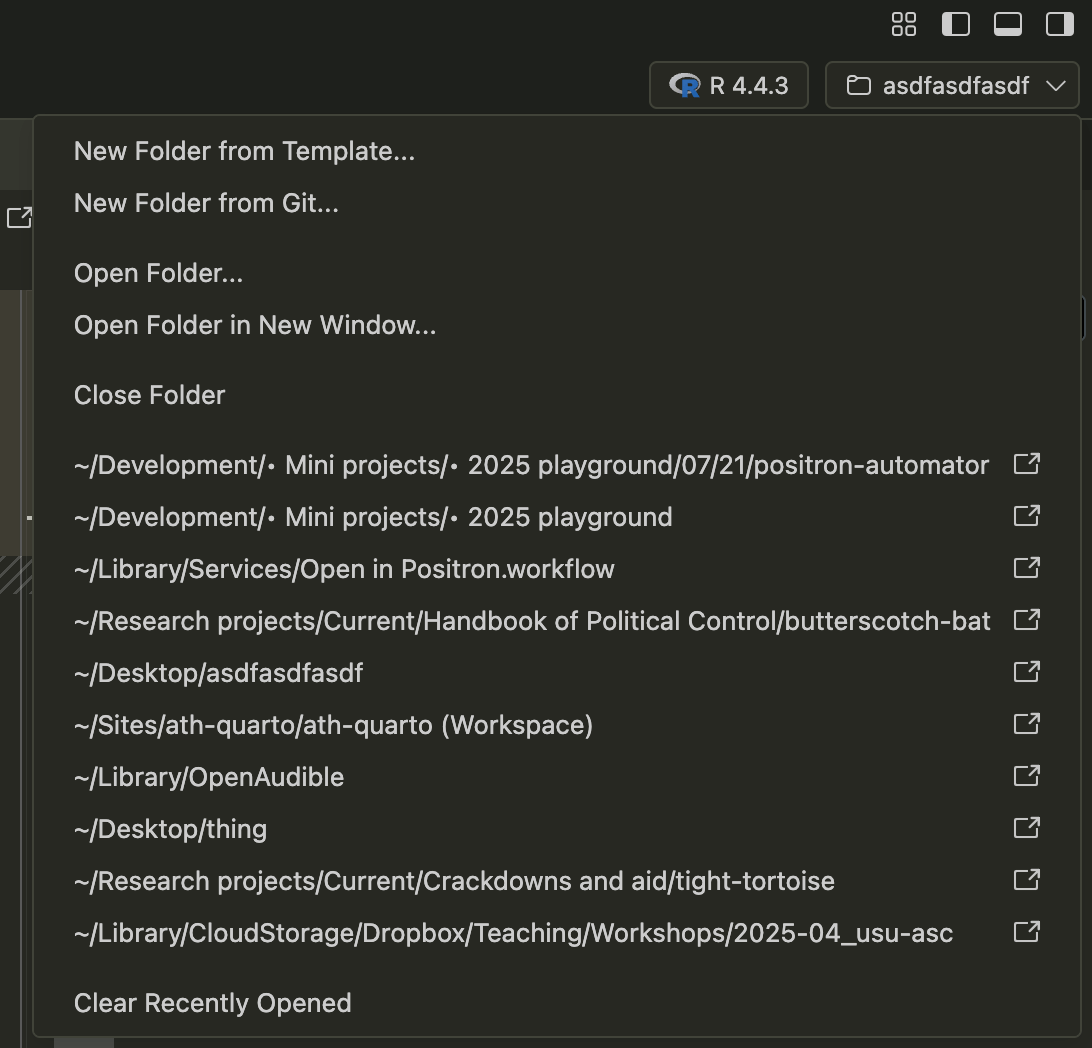 R 4.4.3
asdfasdfasdf
New Folder from Template...
New Folder from Git...
Open Folder...
Open Folder in New Window...
Close Folder
~/Development/• Mini projects/• 2025 playground/07/21/positron-automator
~/Development/• Mini projects/• 2025 playground
~/Library/Services/Open in Positron.workflow
~/Research projects/Current/Handbook of Political Control/butterscotch-bat
~/Desktop/asdfasdfasdf
~/Sites/ath-quarto/ath-quarto (Workspace)
~/Library/OpenAudible
~/Desktop/thing
~/Research projects/Current/Crackdowns and aid/tight-tortoise
~/Library/CloudStorage/Dropbox/Teaching/Workshops/2025-04_usu-asc
Clear Recently Opened